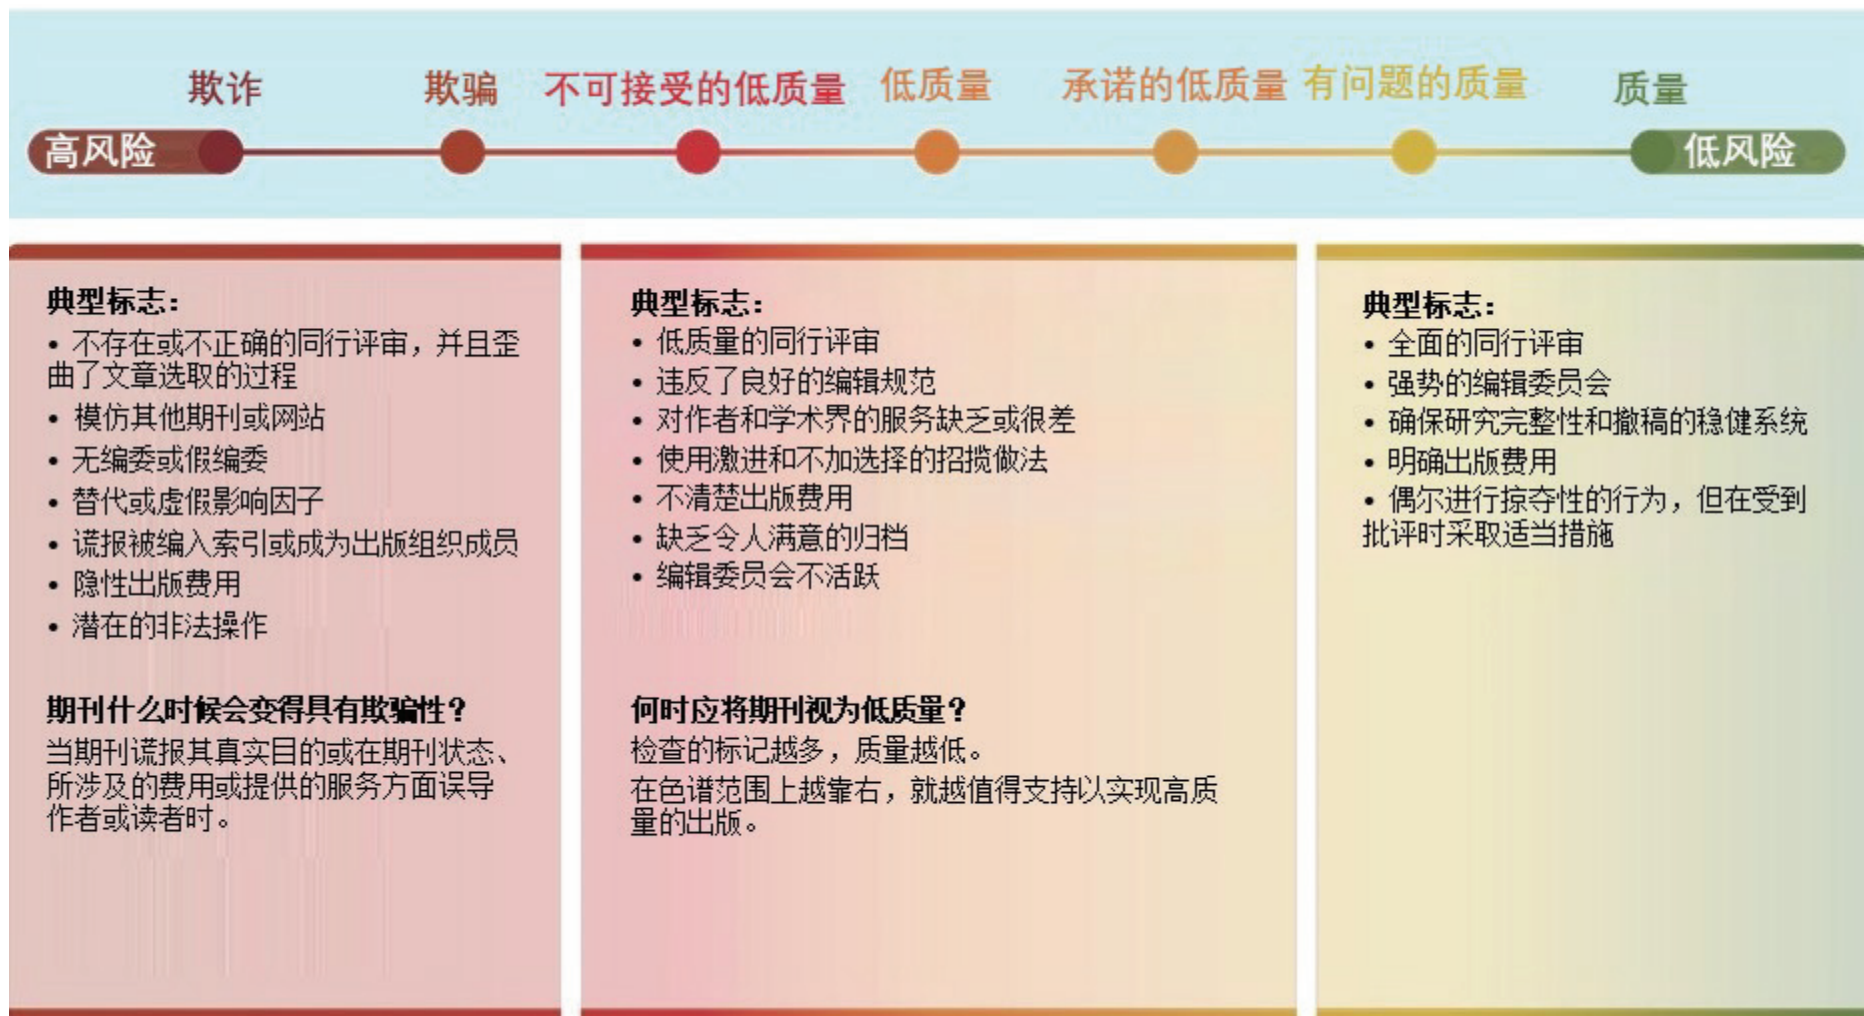 欺诈
欺骗
不可接受的低质量
低质量
承诺的低质量
有问题的质量
质量
高风险
低风险
典型标志：
• 不存在或不正确的同行评审，并且歪
曲了文章选取的过程
• 模仿其他期刊或网站
• 无编委或假编委
• 替代或虚假影响因子
• 谎报被编入索引或成为出版组织成员
• 隐性出版费用
• 潜在的非法操作
期刊什么时候会变得具有欺骗性？
当期刊谎报其真实目的或在期刊状态、
所涉及的费用或提供的服务方面误导
作者或读者时。
典型标志：
• 低质量的同行评审
• 违反了良好的编辑规范
• 对作者和学术界的服务缺乏或很差
• 使用激进和不加选择的招揽做法
• 不清楚出版费用
• 缺乏令人满意的归档
• 编辑委员会不活跃
何时应将期刊视为低质量？
检查的标记越多，质量越低。
在色谱范围上越靠右，就越值得支持以实现高质
量的出版。
典型标志：
• 全面的同行评审
• 强势的编辑委员会
• 确保研究完整性和撤稿的稳健系统
• 明确出版费用
• 偶尔进行掠夺性的行为，但在受到
批评时采取适当措施